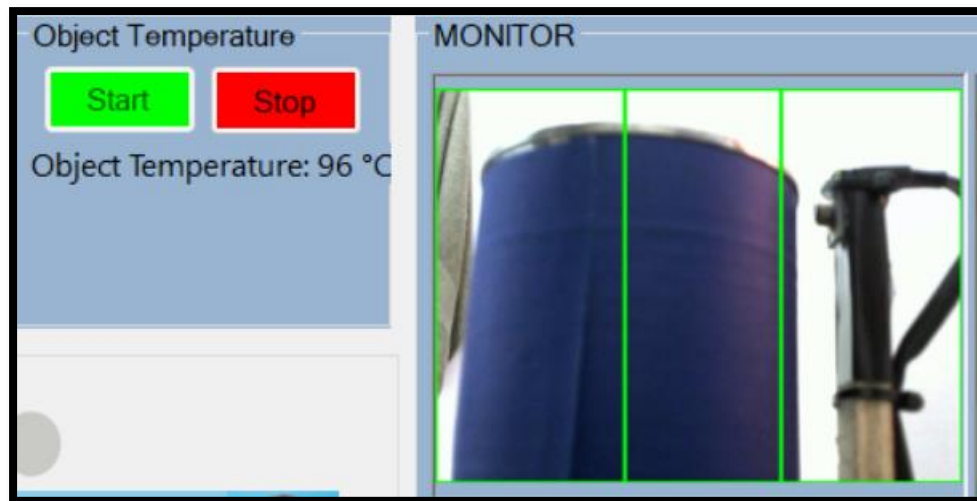 Object Temperature
Start
Stop
Object Temperature: 96 °C
MONITOR